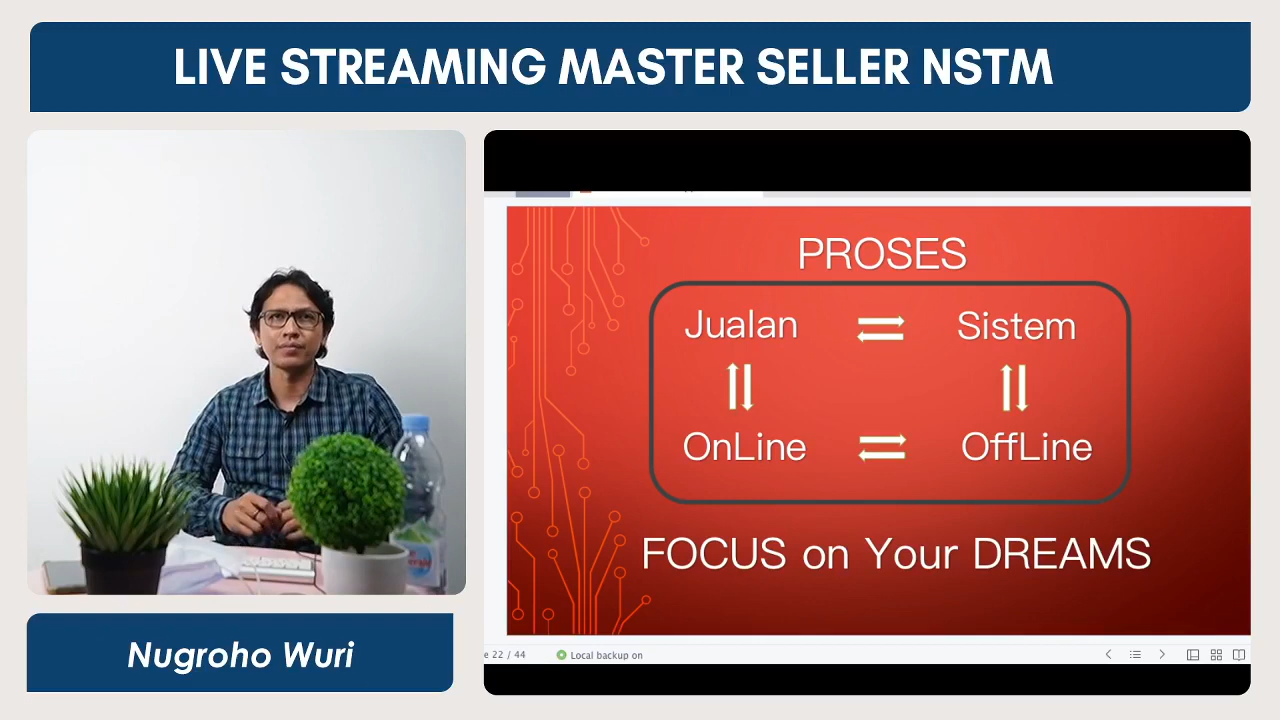 LIVE STREAMING MASTER SELLER NSTM
PROSES
Jualan Sistem
OnLine OffLine
FOCUS on Your DREAMS
22 / 44 Local backup on
Nugroho Wuri